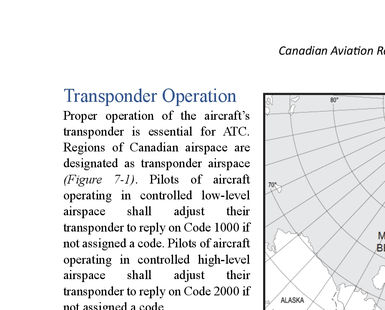 Canadian Aviation R
Transponder Operation
Proper operation of the aircraft's
transponder is essential for ATC.
Regions of Canadian airspace are
designated as transponder airspace
(Figure 7-1). Pilots of aircraft
operating in controlled low-level
airspace shall adjust their
transponder to reply on Code 1000 if
not assigned a code. Pilots of aircraft
operating in controlled high-level
airspace shall adjust their
transponder to reply on Code 2000 if
not assigned a code
80°
70°
ALASKA